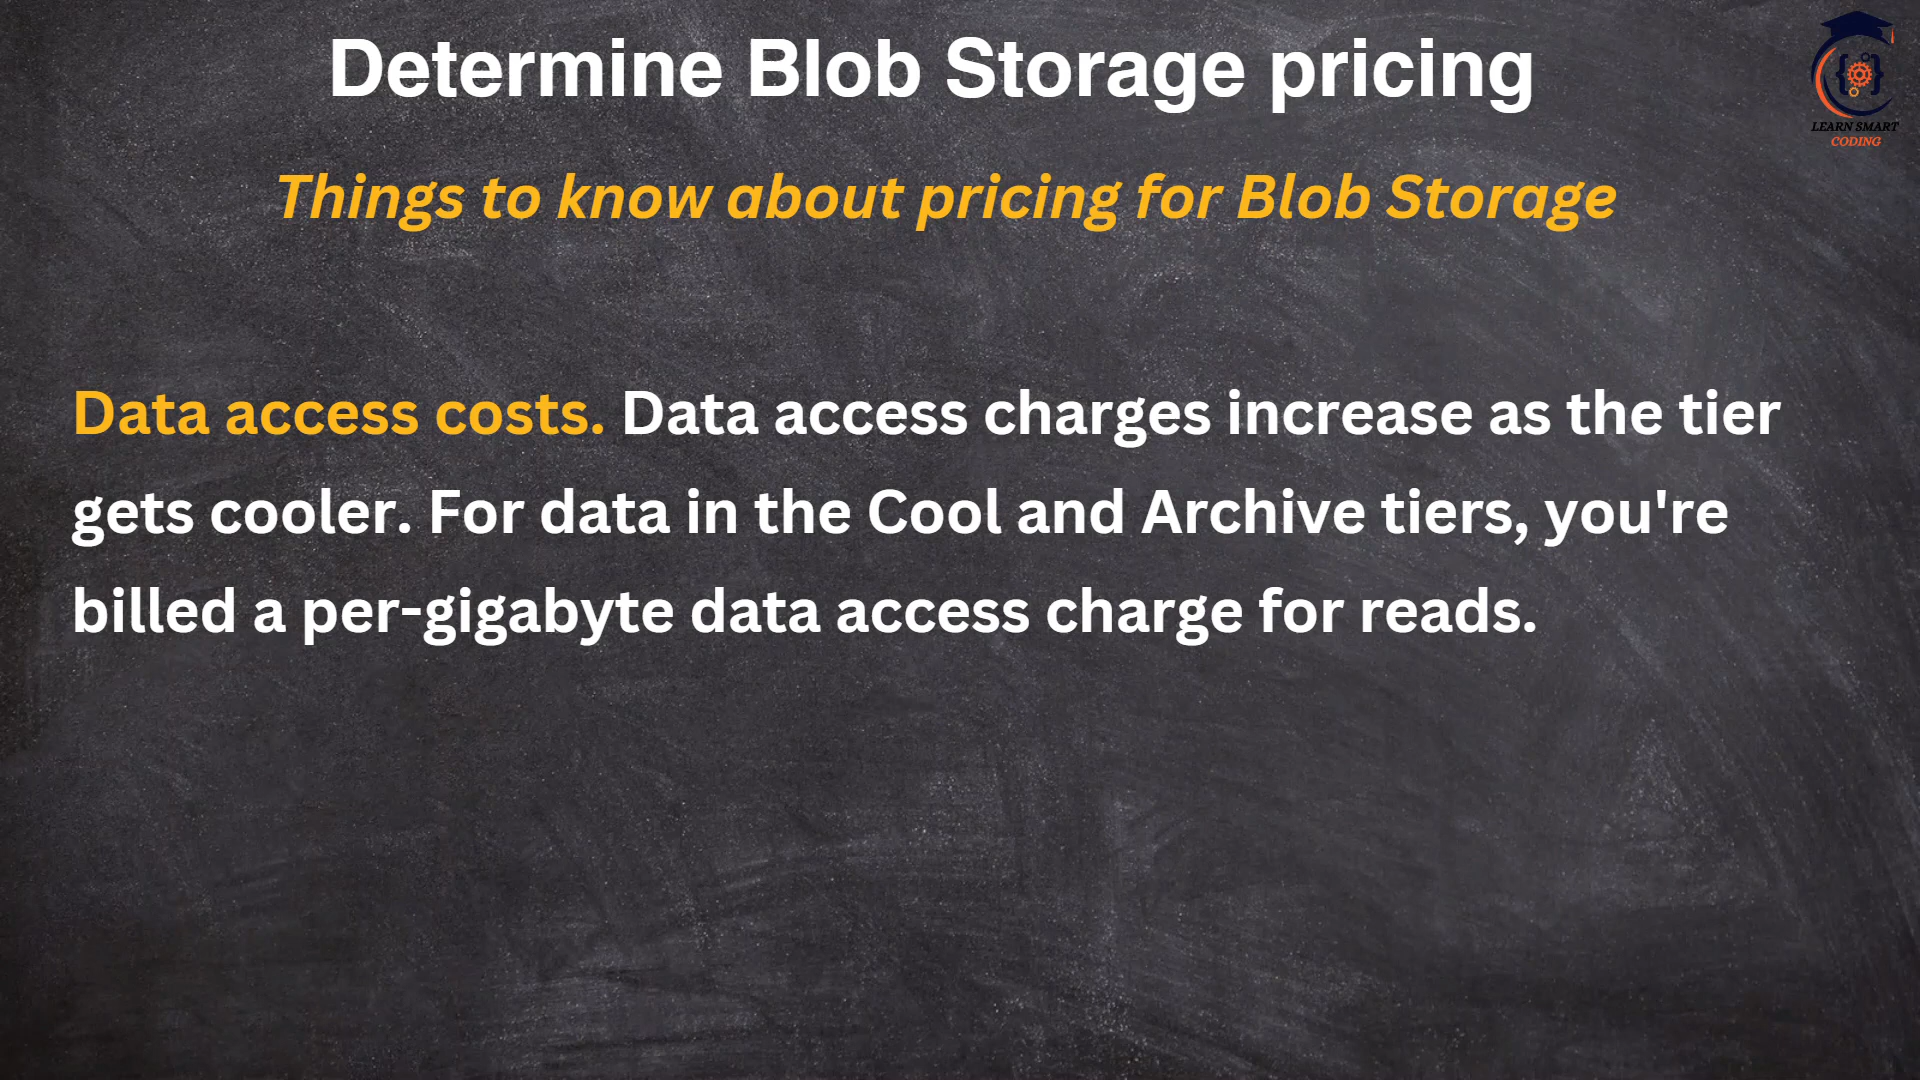 Determine Blob Storage pricing
LEARN SMART
CODING
Things to know about pricing for Blob Storage
Data access costs. Data access charges increase as the tier
gets cooler. For data in the Cool and Archive tiers, you're
billed a per-gigabyte data access charge for reads.